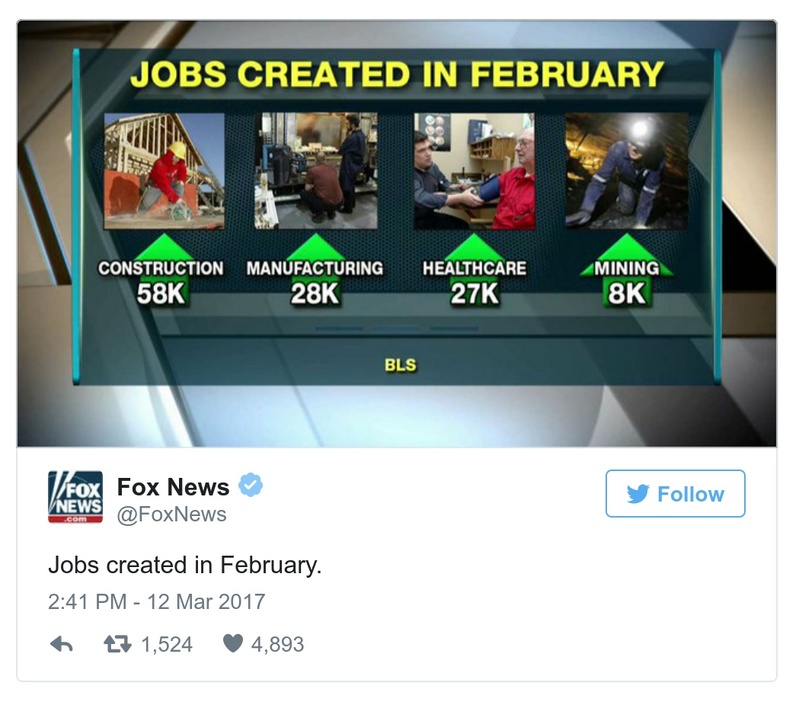 JOBS CREATED IN FEBRUARY
CONSTRUCTION MANUFACTURING HEALTHCARE MINING
58K 28K 27K 8K
BLS
FOX
NEWS
.com
Fox News
@FoxNews
Follow
Jobs created in February.
2:41 PM - 12 Mar 2017
1,524 4,893